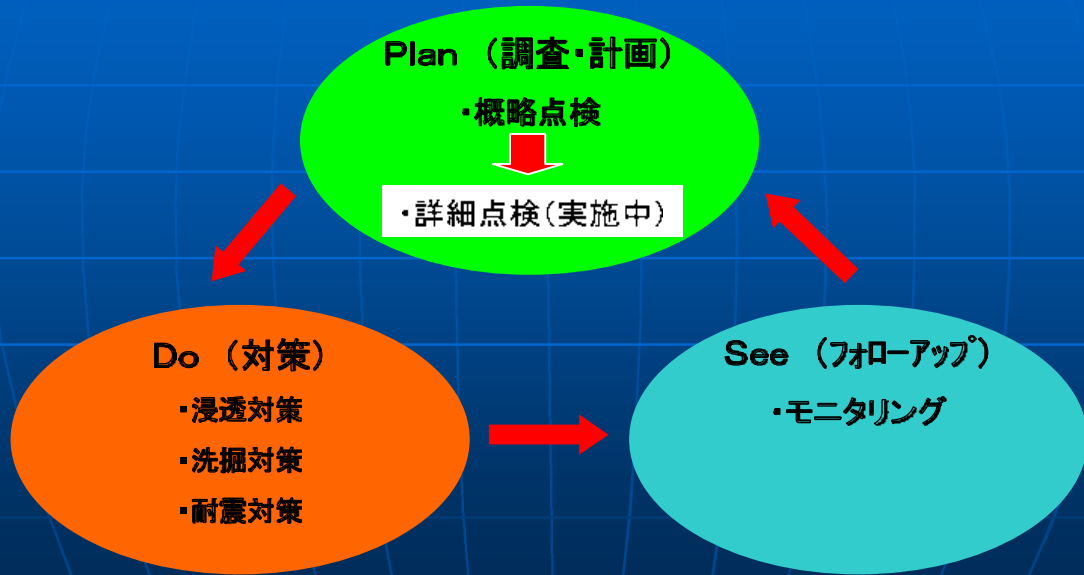 Plan （調査・計画）
・概略点検
・詳細点検（実施中）
Do （対策）
・浸透対策
・洗掘対策
・耐震対策
See （ﾌｫﾛｰｱｯﾌﾟ）
・モニタリング